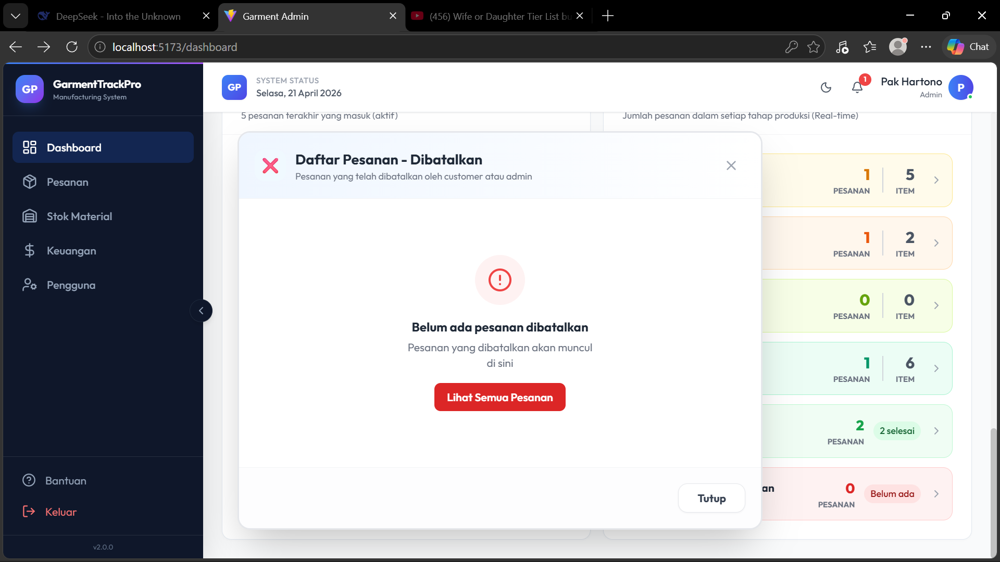 DeepSeek - Into the Unknown
Garment Admin
(456) Wife or Daughter Tier List bu
localhost:5173/dashboard
Chat
GP
GarmentTrackPro
Manufacturing System
Dashboard
Pesanan
Stok Material
Keuangan
Pengguna
Bantuan
Keluar
v2.0.0
GP
SYSTEM STATUS
Selasa, 21 April 2026
1
Pak Hartono
Admin
P
5 pesanan terakhir yang masuk (aktif)
Jumlah pesanan dalam setiap tahap produksi (Real-time)
Daftar Pesanan - Dibatalkan
Pesanan yang telah dibatalkan oleh customer atau admin
Belum ada pesanan dibatalkan
Pesanan yang dibatalkan akan muncul
di sini
Lihat Semua Pesanan
Tutup
1 5
PESANAN ITEM
1 2
PESANAN ITEM
0 0
PESANAN ITEM
1 6
PESANAN ITEM
2 2 selesai
PESANAN
an 0 Belum ada
PESANAN